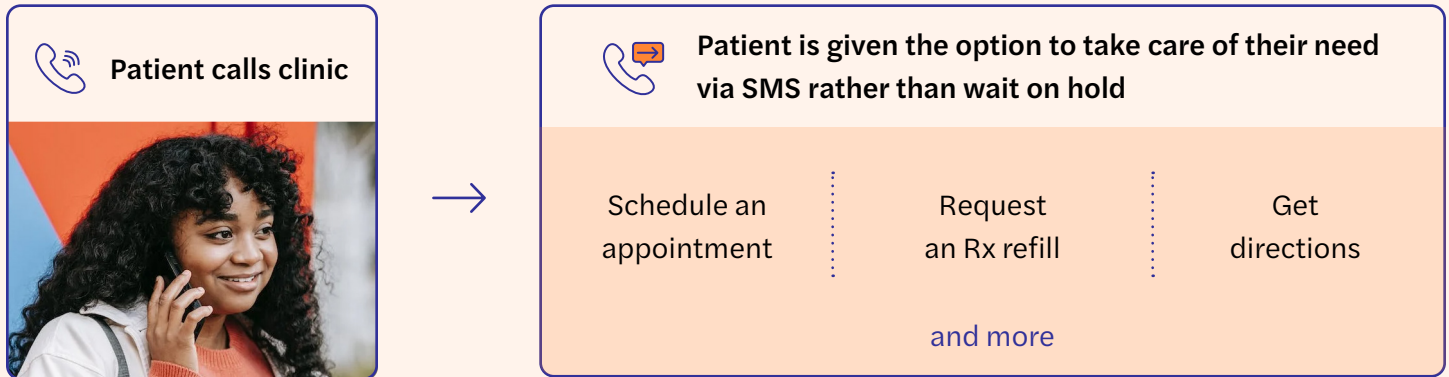 Patient calls clinic
Patient is given the option to take care of their need
via SMS rather than wait on hold
Schedule an
appointment
Request
an Rx refill
Get
directions
and more